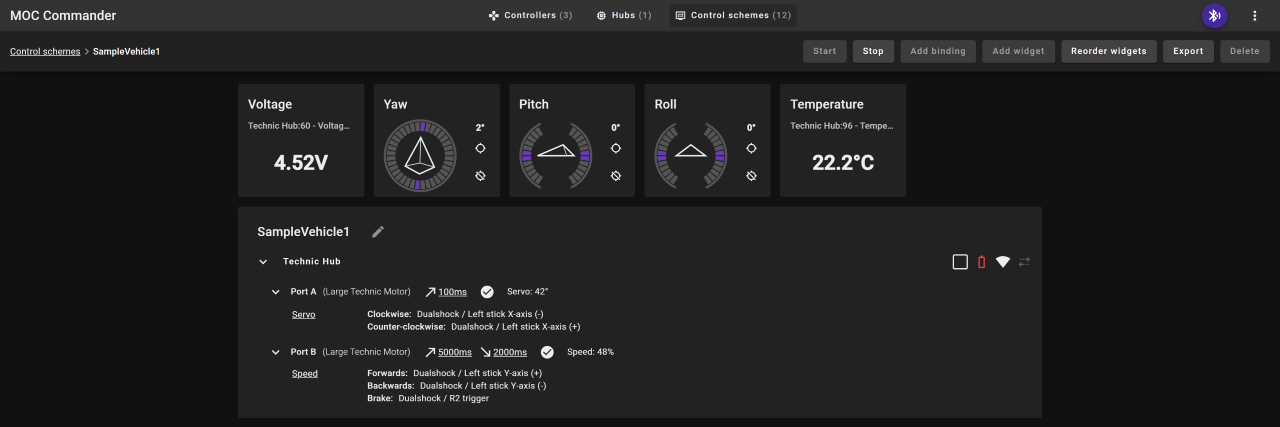 MOC Commander
Controllers (3)
Hubs (1)
Control schemes (12)
Control schemes > SampleVehicle1
Start
Stop
Add binding
Add widget
Reorder widgets
Export
Delete
Voltage
Technic Hub:60 - Voltag...
4.52V
Yaw
2°
Pitch
0°
Roll
0°
Temperature
Technic Hub:96 - Tempe...
22.2°C
SampleVehicle1
Technic Hub
Port A (Large Technic Motor) 100ms Servo: 42°
Servo
Clockwise: Dualshock / Left stick X-axis (-)
Counter-clockwise: Dualshock / Left stick X-axis (+)
Port B (Large Technic Motor) 5000ms 2000ms Speed: 48%
Speed
Forwards: Dualshock / Left stick Y-axis (+)
Backwards: Dualshock / Left stick Y-axis (-)
Brake: Dualshock / R2 trigger